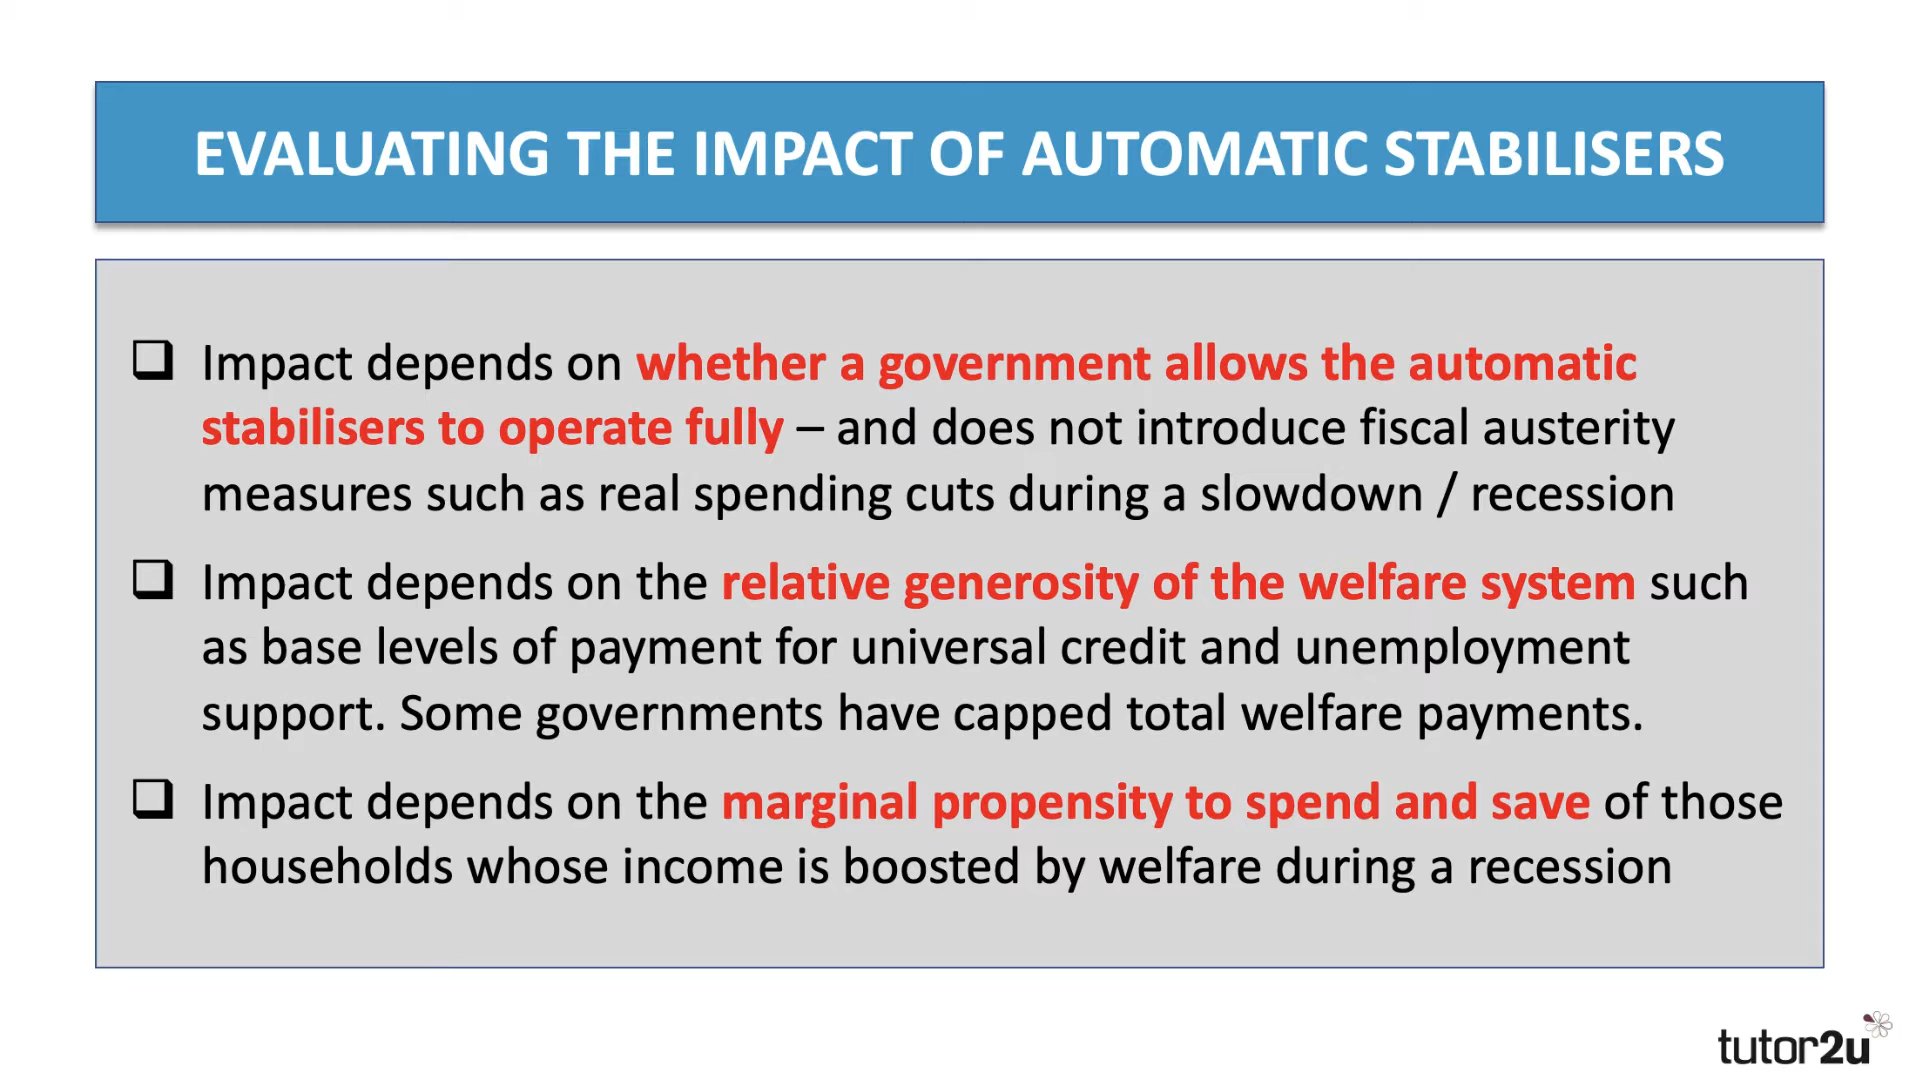 EVALUATING THE IMPACT OF AUTOMATIC STABILISERS
Impact depends on whether a government allows the automatic
stabilisers to operate fully – and does not introduce fiscal austerity
measures such as real spending cuts during a slowdown / recession
Impact depends on the relative generosity of the welfare system such
as base levels of payment for universal credit and unemployment
support. Some governments have capped total welfare payments.
Impact depends on the marginal propensity to spend and save of those
households whose income is boosted by welfare during a recession
tutor2u